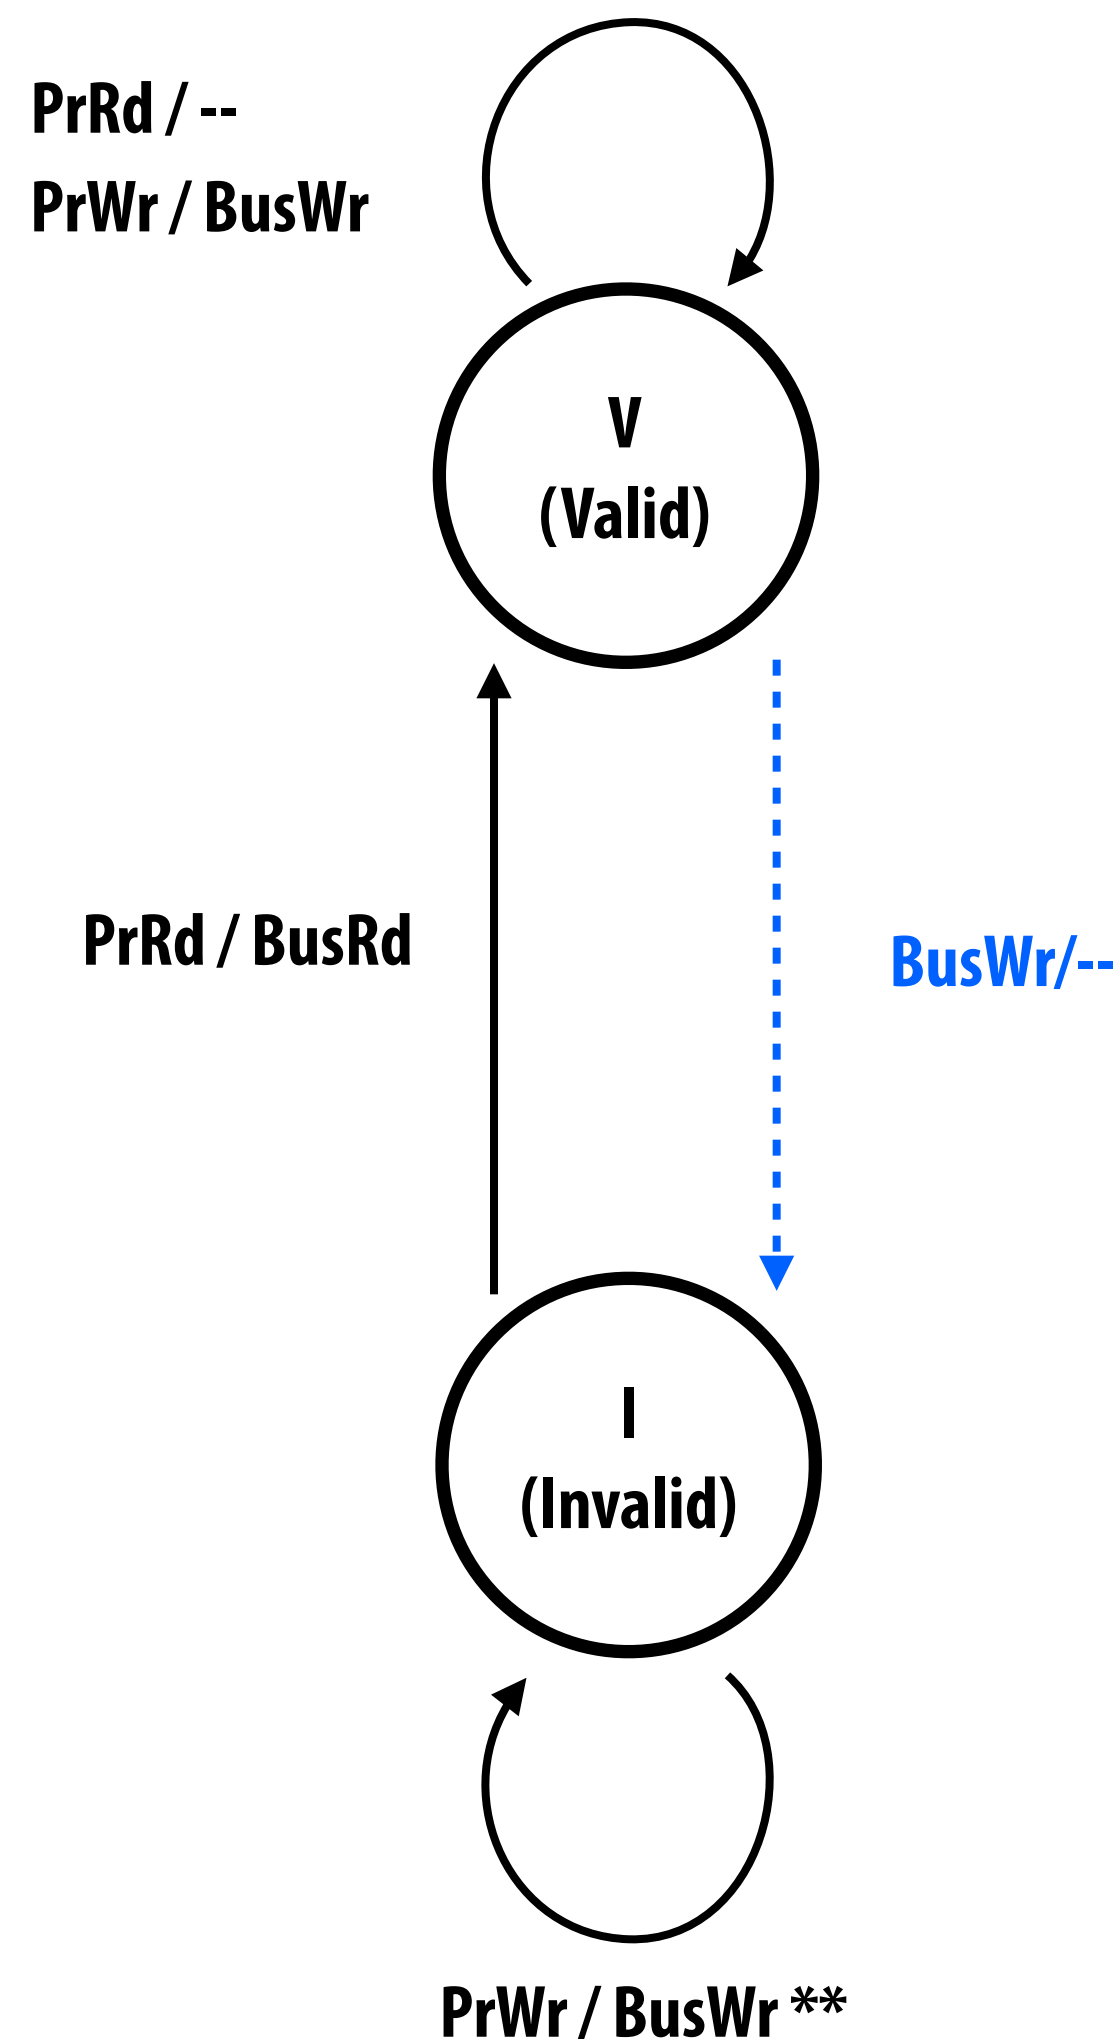 PrRd / --
PrWr / BusWr
V
(Valid)
PrRd / BusRd
BusWr/--
I
(Invalid)
PrWr / BusWr **